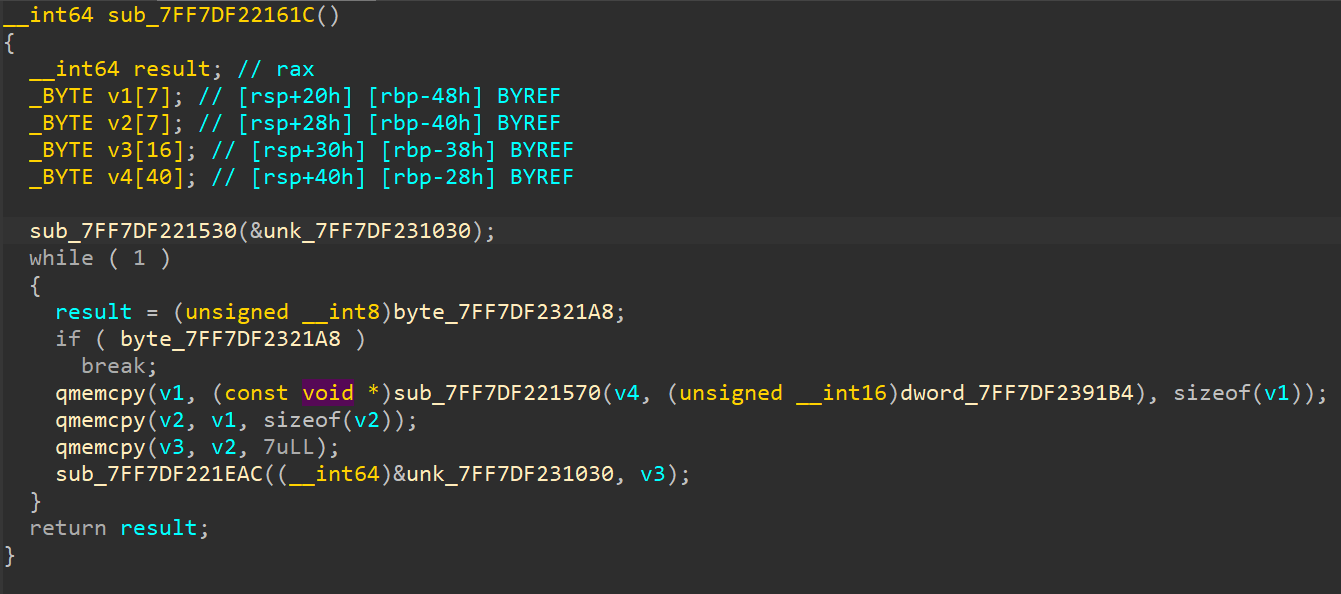 __int64 sub_7FF7DF22161C()
{
  __int64 result; // rax
  _BYTE v1[7]; // [rsp+20h] [rbp-48h] BYREF
  _BYTE v2[7]; // [rsp+28h] [rbp-40h] BYREF
  _BYTE v3[16]; // [rsp+30h] [rbp-38h] BYREF
  _BYTE v4[40]; // [rsp+40h] [rbp-28h] BYREF

  sub_7FF7DF221530(&unk_7FF7DF231030);
  while ( 1 )
  {
    result = (unsigned __int8)byte_7FF7DF2321A8;
    if ( byte_7FF7DF2321A8 )
      break;
    qmemcpy(v1, (const void *)sub_7FF7DF221570(v4, (unsigned __int16)dword_7FF7DF2391B4), sizeof(v1));
    qmemcpy(v2, v1, sizeof(v2));
    qmemcpy(v3, v2, 7uLL);
    sub_7FF7DF221EAC((__int64)&unk_7FF7DF231030, v3);
  }
  return result;
}